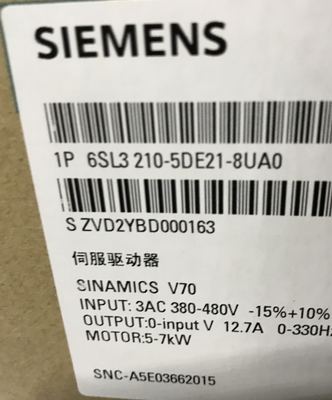 SIEMENS
1P 6SL3 210-5DE21-8UA0
S ZVD2YBD000163
伺服驱动器
SINAMICS V70
INPUT: 3AC 380-480V -15%+10%
OUTPUT:0-input V 12.7A 0-330Hz
MOTOR:5-7kW
SNC-A5E03662015